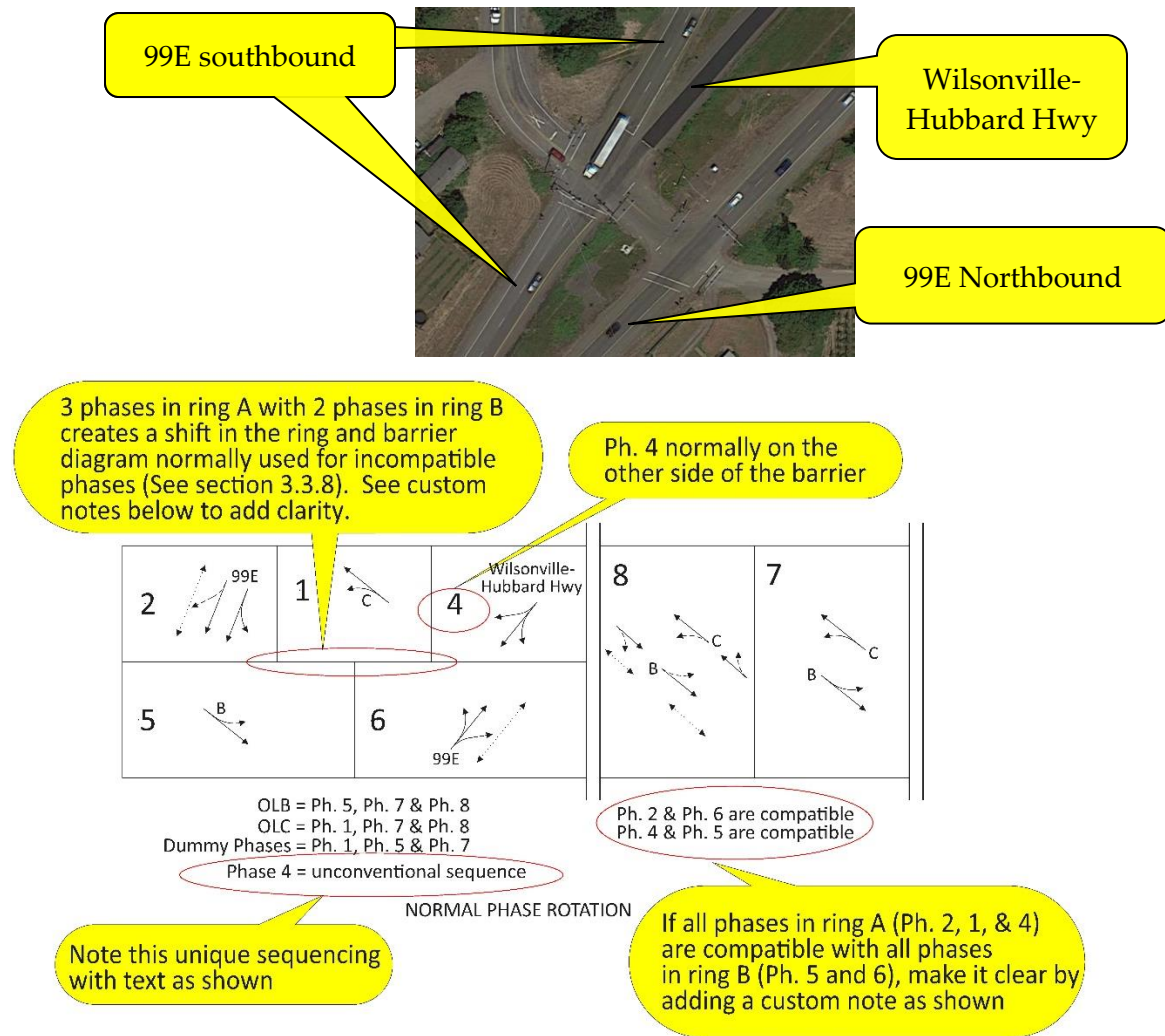 99E southbound
Wilsonville-
Hubbard Hwy
99E Northbound
3 phases in ring A with 2 phases in ring B
creates a shift in the ring and barrier
diagram normally used for incompatible
phases (See section 3.3.8).  See custom
notes below to add clarity.
Ph. 4 normally on the
other side of the barrier
2
99E
1
C
4
Wilsonville-
Hubbard Hwy
8
C
B
7
C
B
5
B
6
99E
OLB = Ph. 5, Ph. 7 & Ph. 8
OLC = Ph. 1, Ph. 7 & Ph. 8
Dummy Phases = Ph. 1, Ph. 5 & Ph. 7
Phase 4 = unconventional sequence
Ph. 2 & Ph. 6 are compatible
Ph. 4 & Ph. 5 are compatible
NORMAL PHASE ROTATION
Note this unique sequencing
with text as shown
If all phases in ring A (Ph. 2, 1, & 4)
are compatible with all phases
in ring B (Ph. 5 and 6), make it clear by
adding a custom note as shown